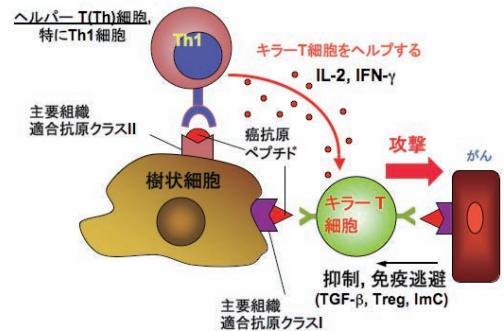 ヘルパー T(Th)細胞,
特にTh1細胞
Th1
キラーT細胞をヘルプする
IL-2, IFN-γ
主要組織
適合抗原クラスII
癌抗原
ペプチド
攻撃
がん
樹状細胞
キラー T
細胞
抑制, 免疫逃避
(TGF-β, Treg, ImC)
主要組織
適合抗原クラスI